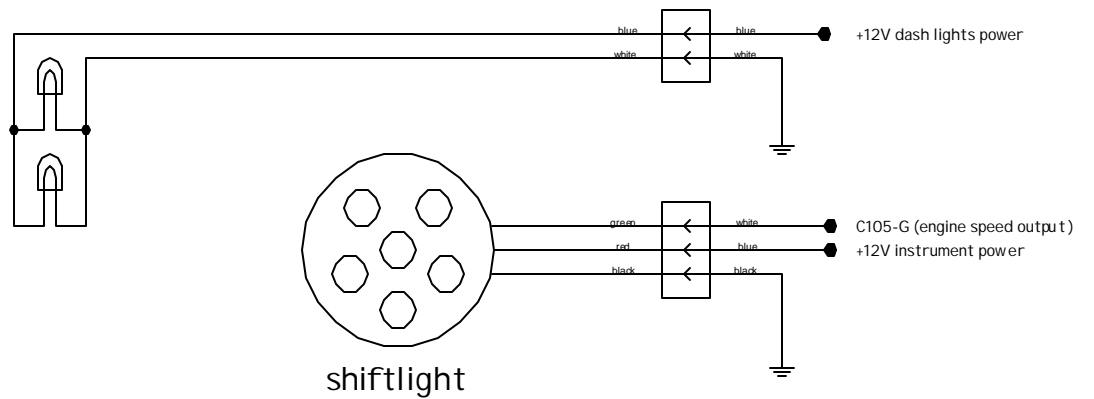 blue blue +12V dash lights power
white white
green white C105-G (engine speed output)
red blue +12V instrument power
black black
shiftlight